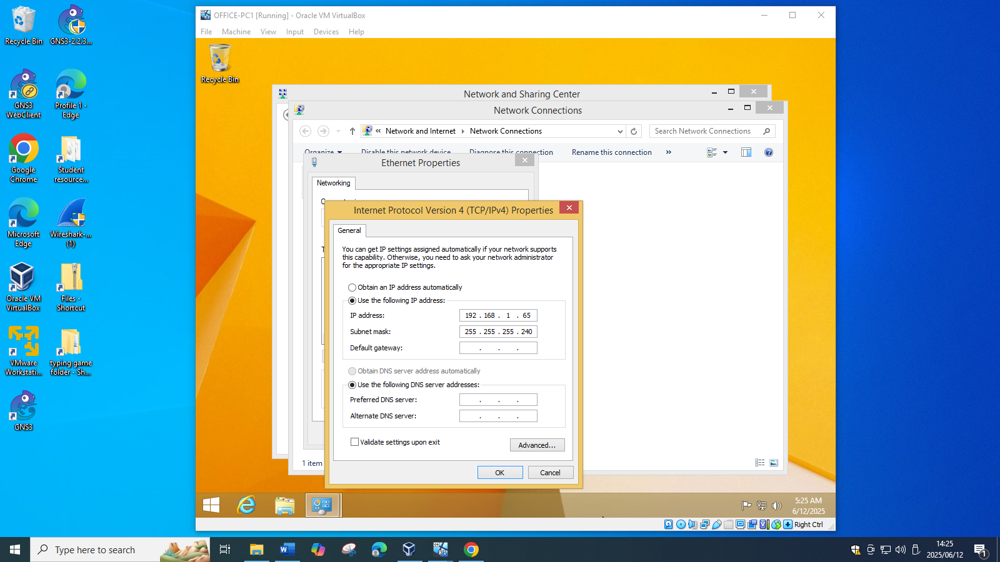 Recycle Bin
GNS3-2.2.3...
GNS3
WebClient
Profile 1 -
Edge
Google
Chrome
Student
resource...
Microsoft
Edge
Wireshark-...
(1)
Oracle VM
VirtualBox
Files -
Shortcut
VMware
Workstati...
typing game
folder - Sh...
GNS3
OFFICE-PC1 [Running] - Oracle VM VirtualBox
File Machine View Input Devices Help
Recycle Bin
Network and Sharing Center
Network Connections
« Network and Internet Network Connections
Search Network Connections
Organize Disable this network device Diagnose this connection Rename this connection »
Ethernet Properties
Networking
Internet Protocol Version 4 (TCP/IPv4) Properties
General
You can get IP settings assigned automatically if your network supports
this capability. Otherwise, you need to ask your network administrator
for the appropriate IP settings.
Obtain an IP address automatically
Use the following IP address:
IP address: 192 . 168 . 1 . 65
Subnet mask: 255 . 255 . 255 . 240
Default gateway: . . .
Obtain DNS server address automatically
Use the following DNS server addresses:
Preferred DNS server: . . .
Alternate DNS server: . . .
Validate settings upon exit
Advanced...
OK Cancel
1 item
5:25 AM
6/12/2025
Right Ctrl
Type here to search
14:25
2025/06/12
1